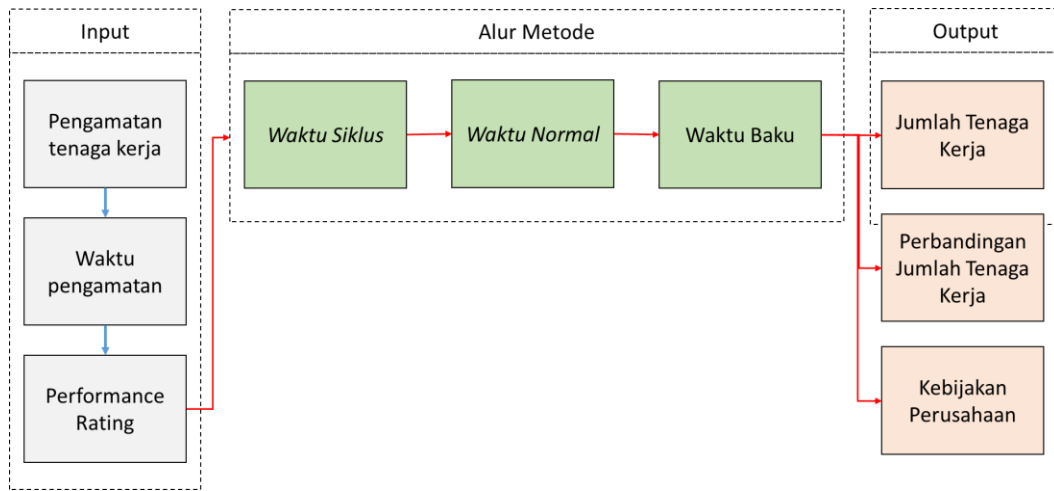 Input
Pengamatan
tenaga kerja
Waktu
pengamatan
Performance
Rating
Alur Metode
Waktu Siklus
Waktu Normal
Waktu Baku
Output
Jumlah Tenaga
Kerja
Perbandingan
Jumlah Tenaga
Kerja
Kebijakan
Perusahaan